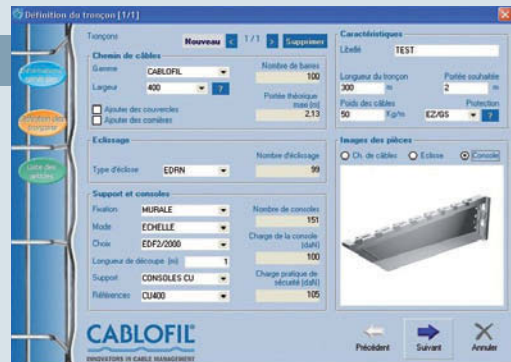 Définition du tronçon [1/1]
Tronçons
Nouveau < 1 / 1 > Supprimer
Chemin de câbles
Gamme CABLOFIL
Nombre de barres
100
Largeur 400 ?
Portée théorique
maxi (m)
2,13
Ajouter des couvercles
Ajouter des cornières
Eclissage
Nombre d'éclissage
Type d'éclisse EDRN 99
Support et consoles
Fixation MURALE
Nombre de consoles
151
Mode ECHELLE
Charge de la console
(daN)
Choix EDF2/2000
100
Longueur de découpe (m) 1
Support CONSOLES CU
Charge pratique de
sécurité (daN)
Références CU400 105
Caractéristiques
Libellé TEST
Longueur du tronçon Portée souhaitée
300 m 2 m
Poids des câbles Protection
50 Kg/m EZ/GS ?
Images des pièces
Ch. de câbles Eclisse Console
CABLOFIL®
INNOVATORS IN CABLE MANAGEMENT
Précédent Suivant Annuler